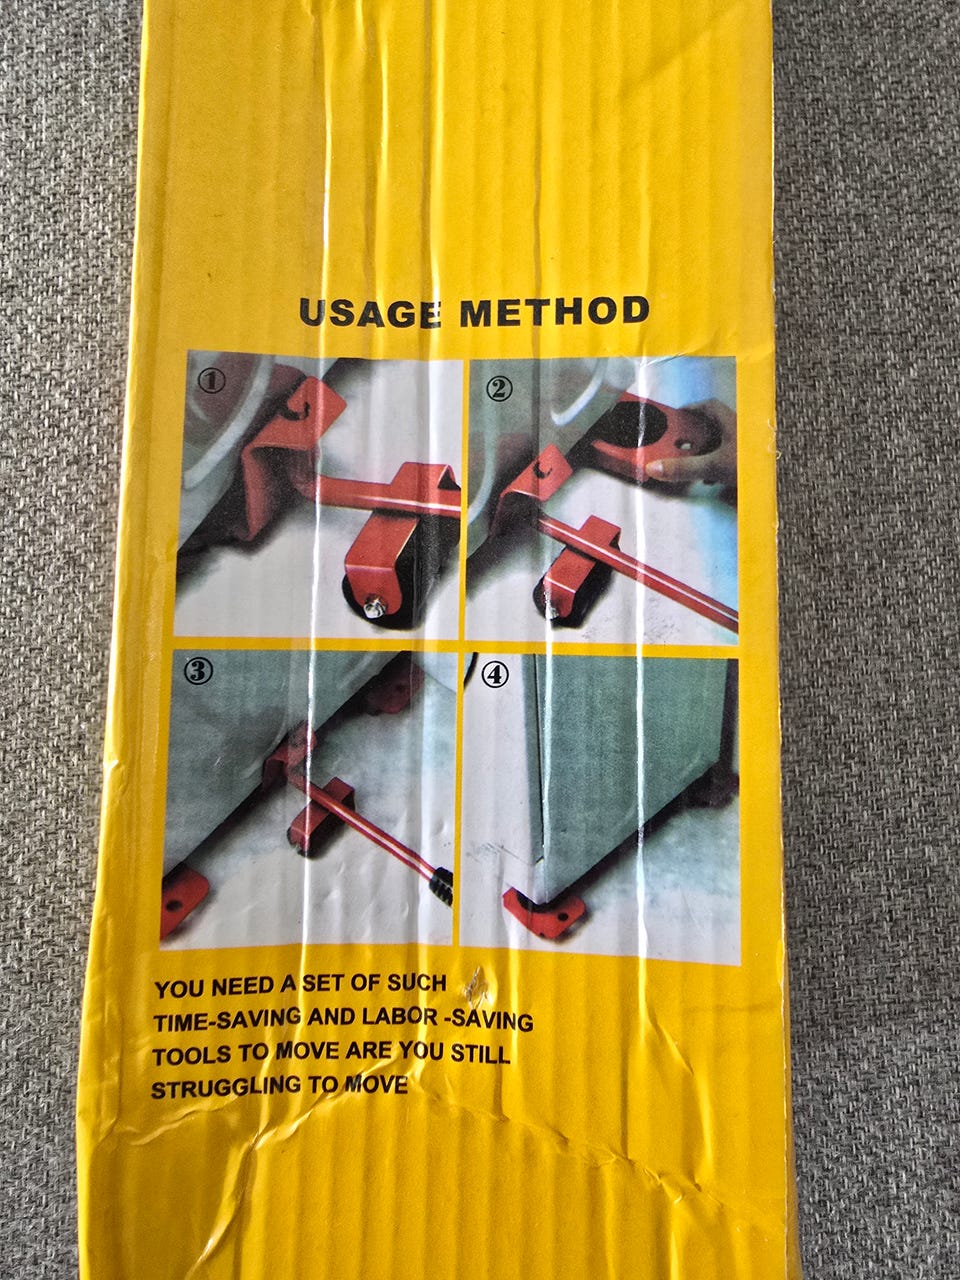 USAGE METHOD
①
②
③
④
YOU NEED A SET OF SUCH
TIME-SAVING AND LABOR -SAVING
TOOLS TO MOVE ARE YOU STILL
STRUGGLING TO MOVE